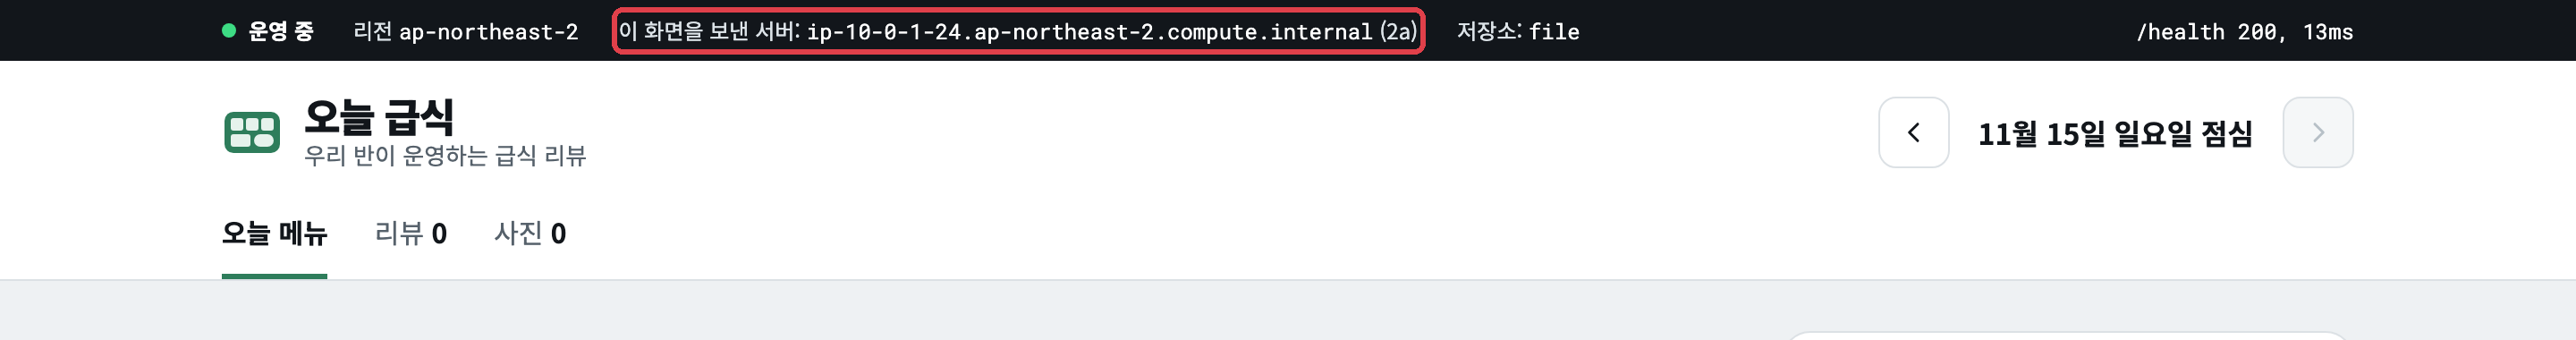 운영 중 리전 ap-northeast-2 이 화면을 보낸 서버: ip-10-0-1-24.ap-northeast-2.compute.internal (2a) 저장소: file /health 200, 13ms
오늘 급식
우리 반이 운영하는 급식 리뷰
11월 15일 일요일 점심
오늘 메뉴 리뷰 0 사진 0